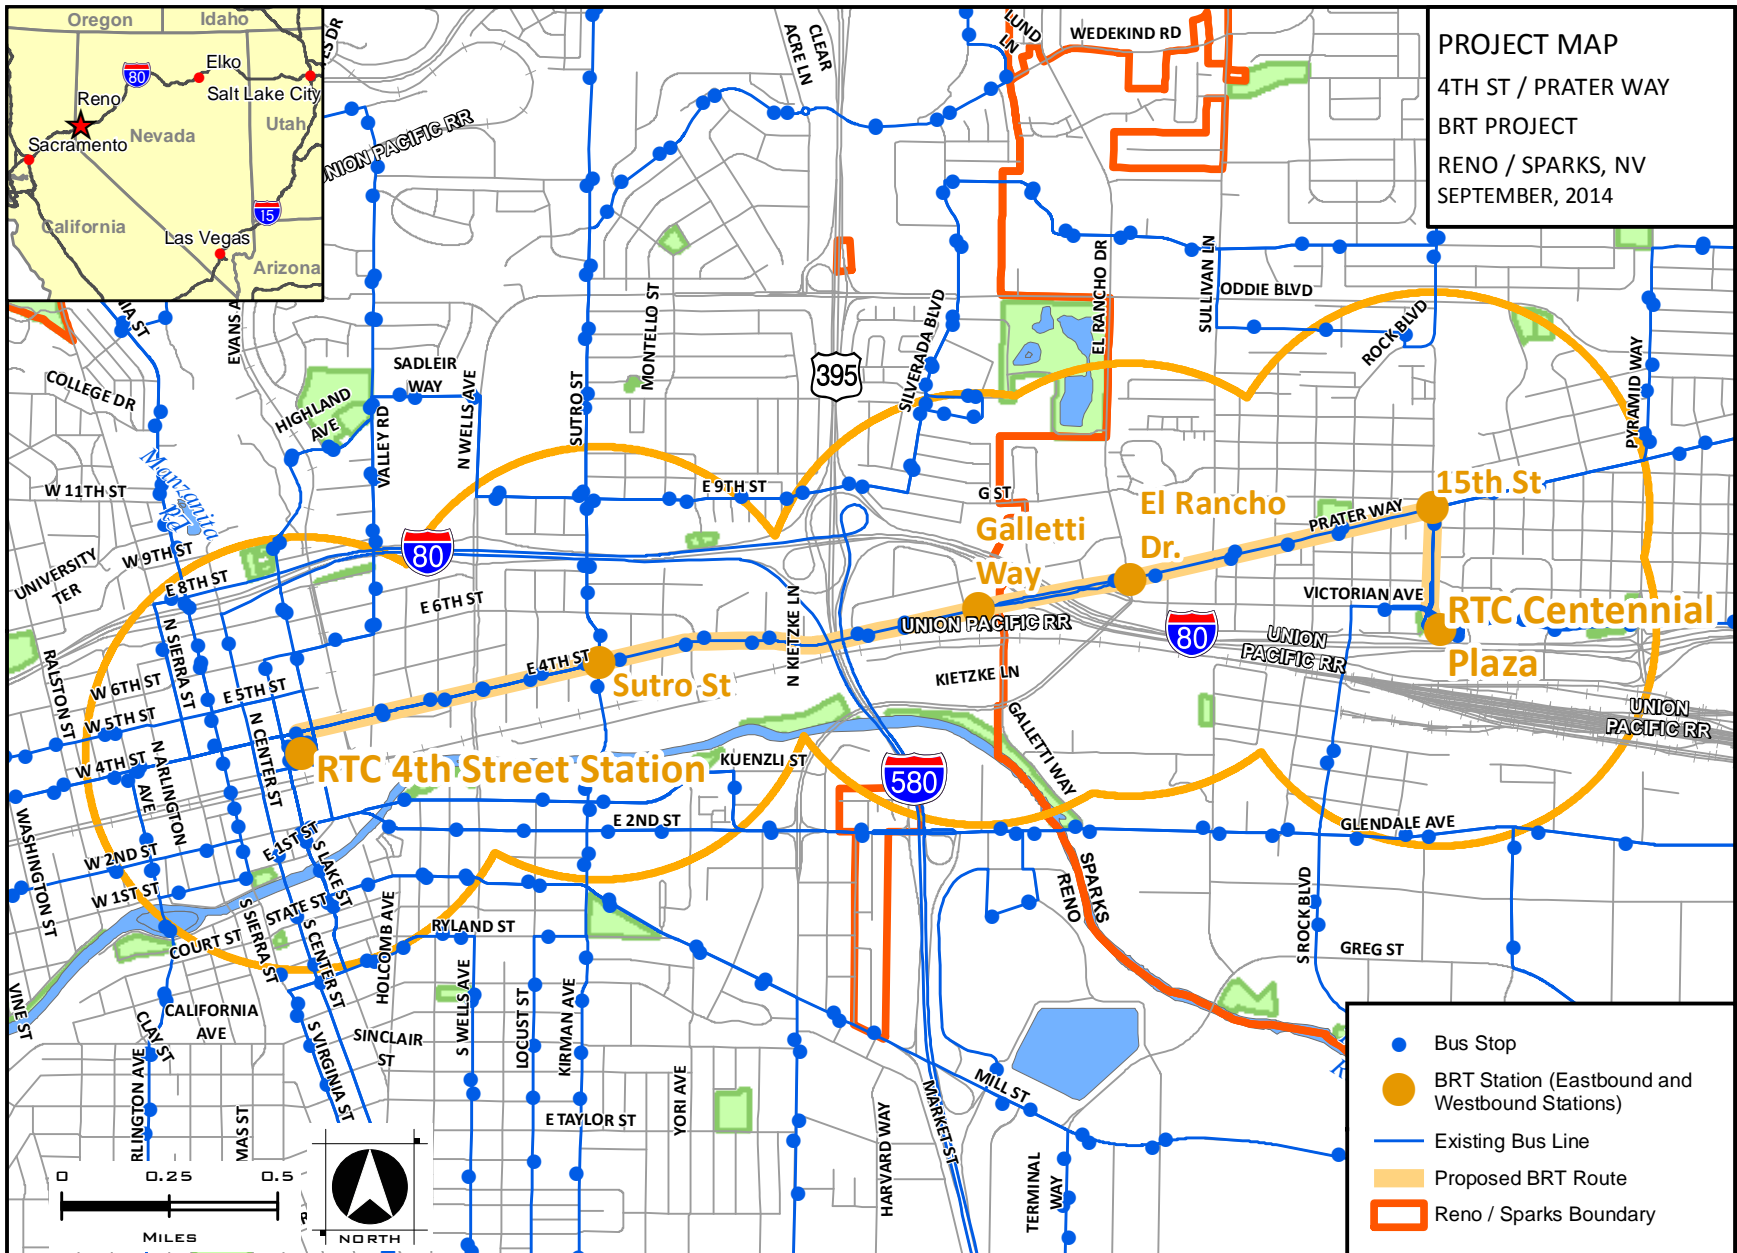 PROJECT MAP
4TH ST / PRATER WAY
BRT PROJECT
RENO / SPARKS, NV
SEPTEMBER, 2014
Oregon
Idaho
Elko
80
Reno
Salt Lake City
Utah
Nevada
Sacramento
15
California
Las Vegas
Arizona
CLEAR
ACRE LN
LUND
LN
WEDEKIND RD
UNION PACIFIC RR
EVANS A
COLLEGE DR
HIGHLAND
AVE
SADLEIR
WAY
VALLEY RD
N WELLS AVE
SUTRO ST
MONTELLO ST
395
SILVERADA BLVD
EL RANCHO DR
SULLIVAN LN
ODDIE BLVD
ROCK BLVD
PYRAMID WAY
W 11TH ST
Manzanita
E 9TH ST
G ST
15th St
El Rancho
Dr.
Galletti
Way
PRATER WAY
UNIVERSITY
TER
W 9TH ST
E 8TH ST
80
E 6TH ST
N KIETZKE LN
UNION PACIFIC RR
80
VICTORIAN AVE
RTC Centennial
Plaza
UNION
PACIFIC RR
RALSTON ST
N SIERRA ST
W 6TH ST
E 5TH ST
W 5TH ST
E 4TH ST
Sutro St
KIETZKE LN
UNION
PACIFIC RR
N CENTER ST
W 4TH ST
N ARLINGTON
AVE
RTC 4th Street Station
KUENZLI ST
580
GALLETTI WAY
WASHINGTON ST
E 2ND ST
GLENDALE AVE
W 2ND ST
E 1ST ST
S LAKE ST
W 1ST ST
STATE ST
COURT ST
S SIERRA ST
S CENTER ST
HOLCOMB AVE
RYLAND ST
SPARKS
RENO
S ROCK BLVD
GREG ST
VINE ST
CALIFORNIA
AVE
CLAY ST
S VIRGINIA ST
SINCLAIR
ST
S WELLS AVE
LOCUST ST
KIRMAN AVE
RLINGTON AVE
MAS ST
E TAYLOR ST
YORI AVE
HARVARD WAY
MARKET ST
MILL ST
TERMINAL
WAY
0
0.25
0.5
MILES
NORTH
Bus Stop
BRT Station (Eastbound and
Westbound Stations)
Existing Bus Line
Proposed BRT Route
Reno / Sparks Boundary